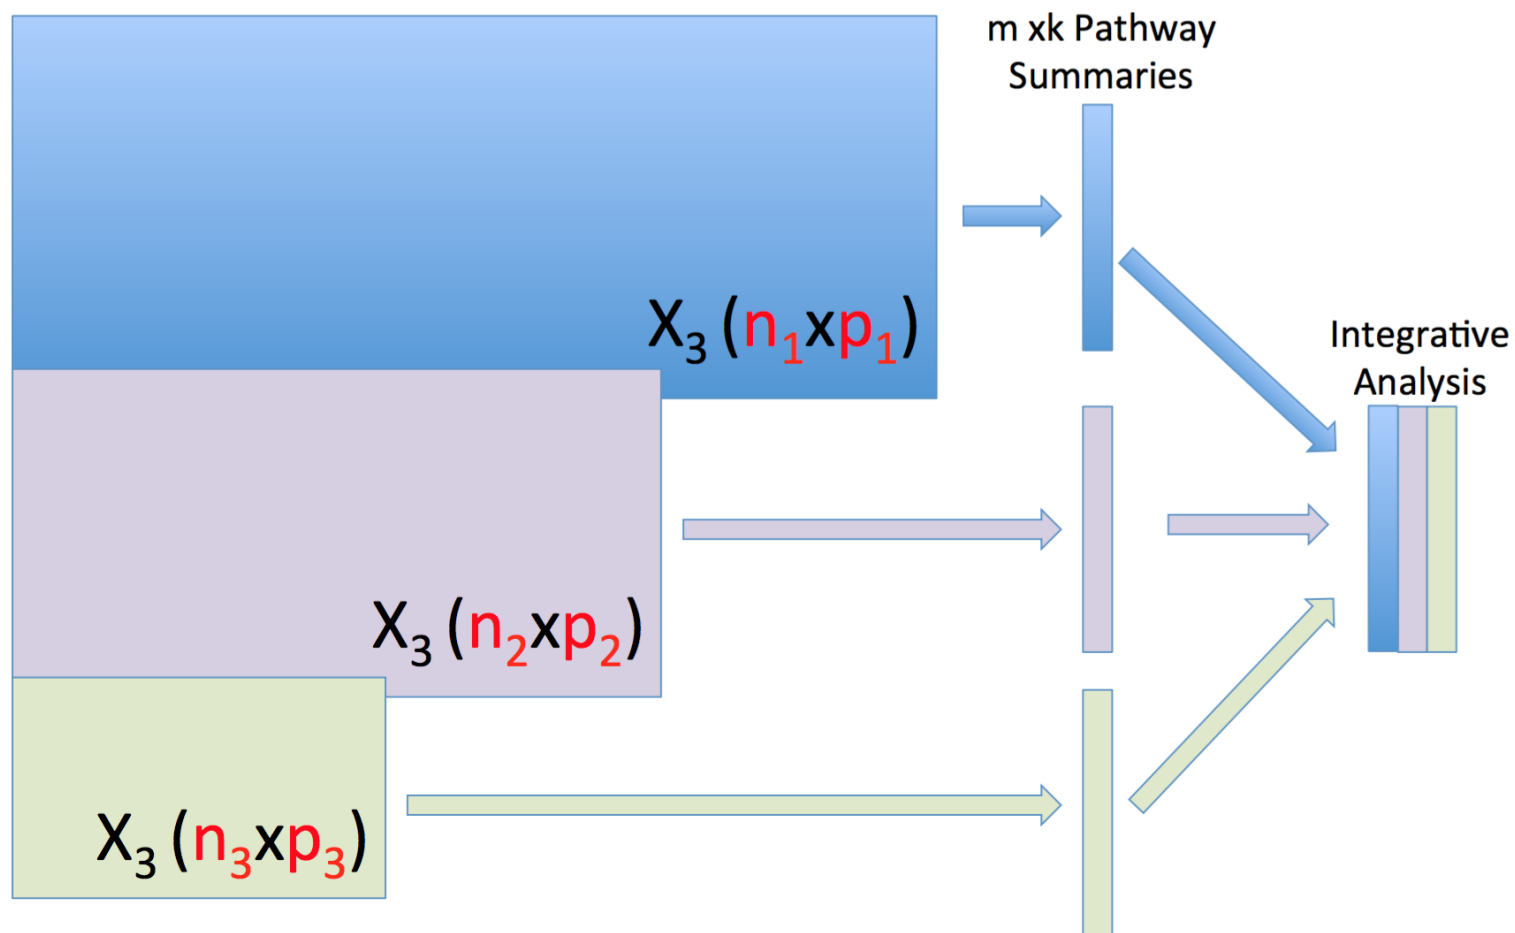 m xk Pathway
Summaries
X₃ (n₁xp₁)
Integrative
Analysis
X₃ (n₂xp₂)
X₃ (n₃xp₃)